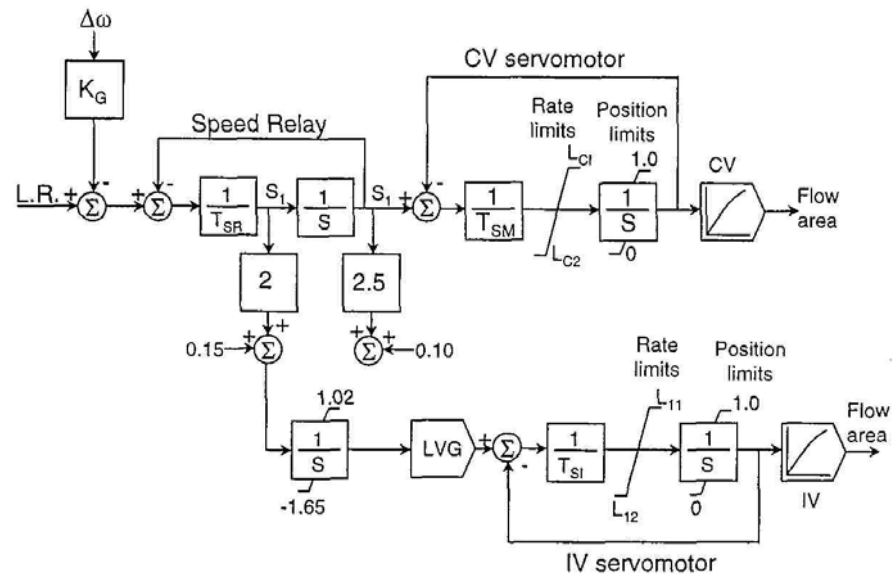 Δω
K_G
Speed Relay
CV servomotor
Rate limits
Position limits
L_CI
1.0
CV
L.R.
+
-
Σ
+
-
Σ
1/T_SR
S_1
1/S
S_1
+
-
Σ
1/T_SM
1/S
Flow area
L_C2
0
2
2.5
+
+
0.15
Σ
+
+
Σ
0.10
Rate limits
Position limits
1.02
L_11
1.0
Flow area
1/S
LVG
+
-
Σ
1/T_SI
1/S
-1.65
L_12
0
IV
IV servomotor